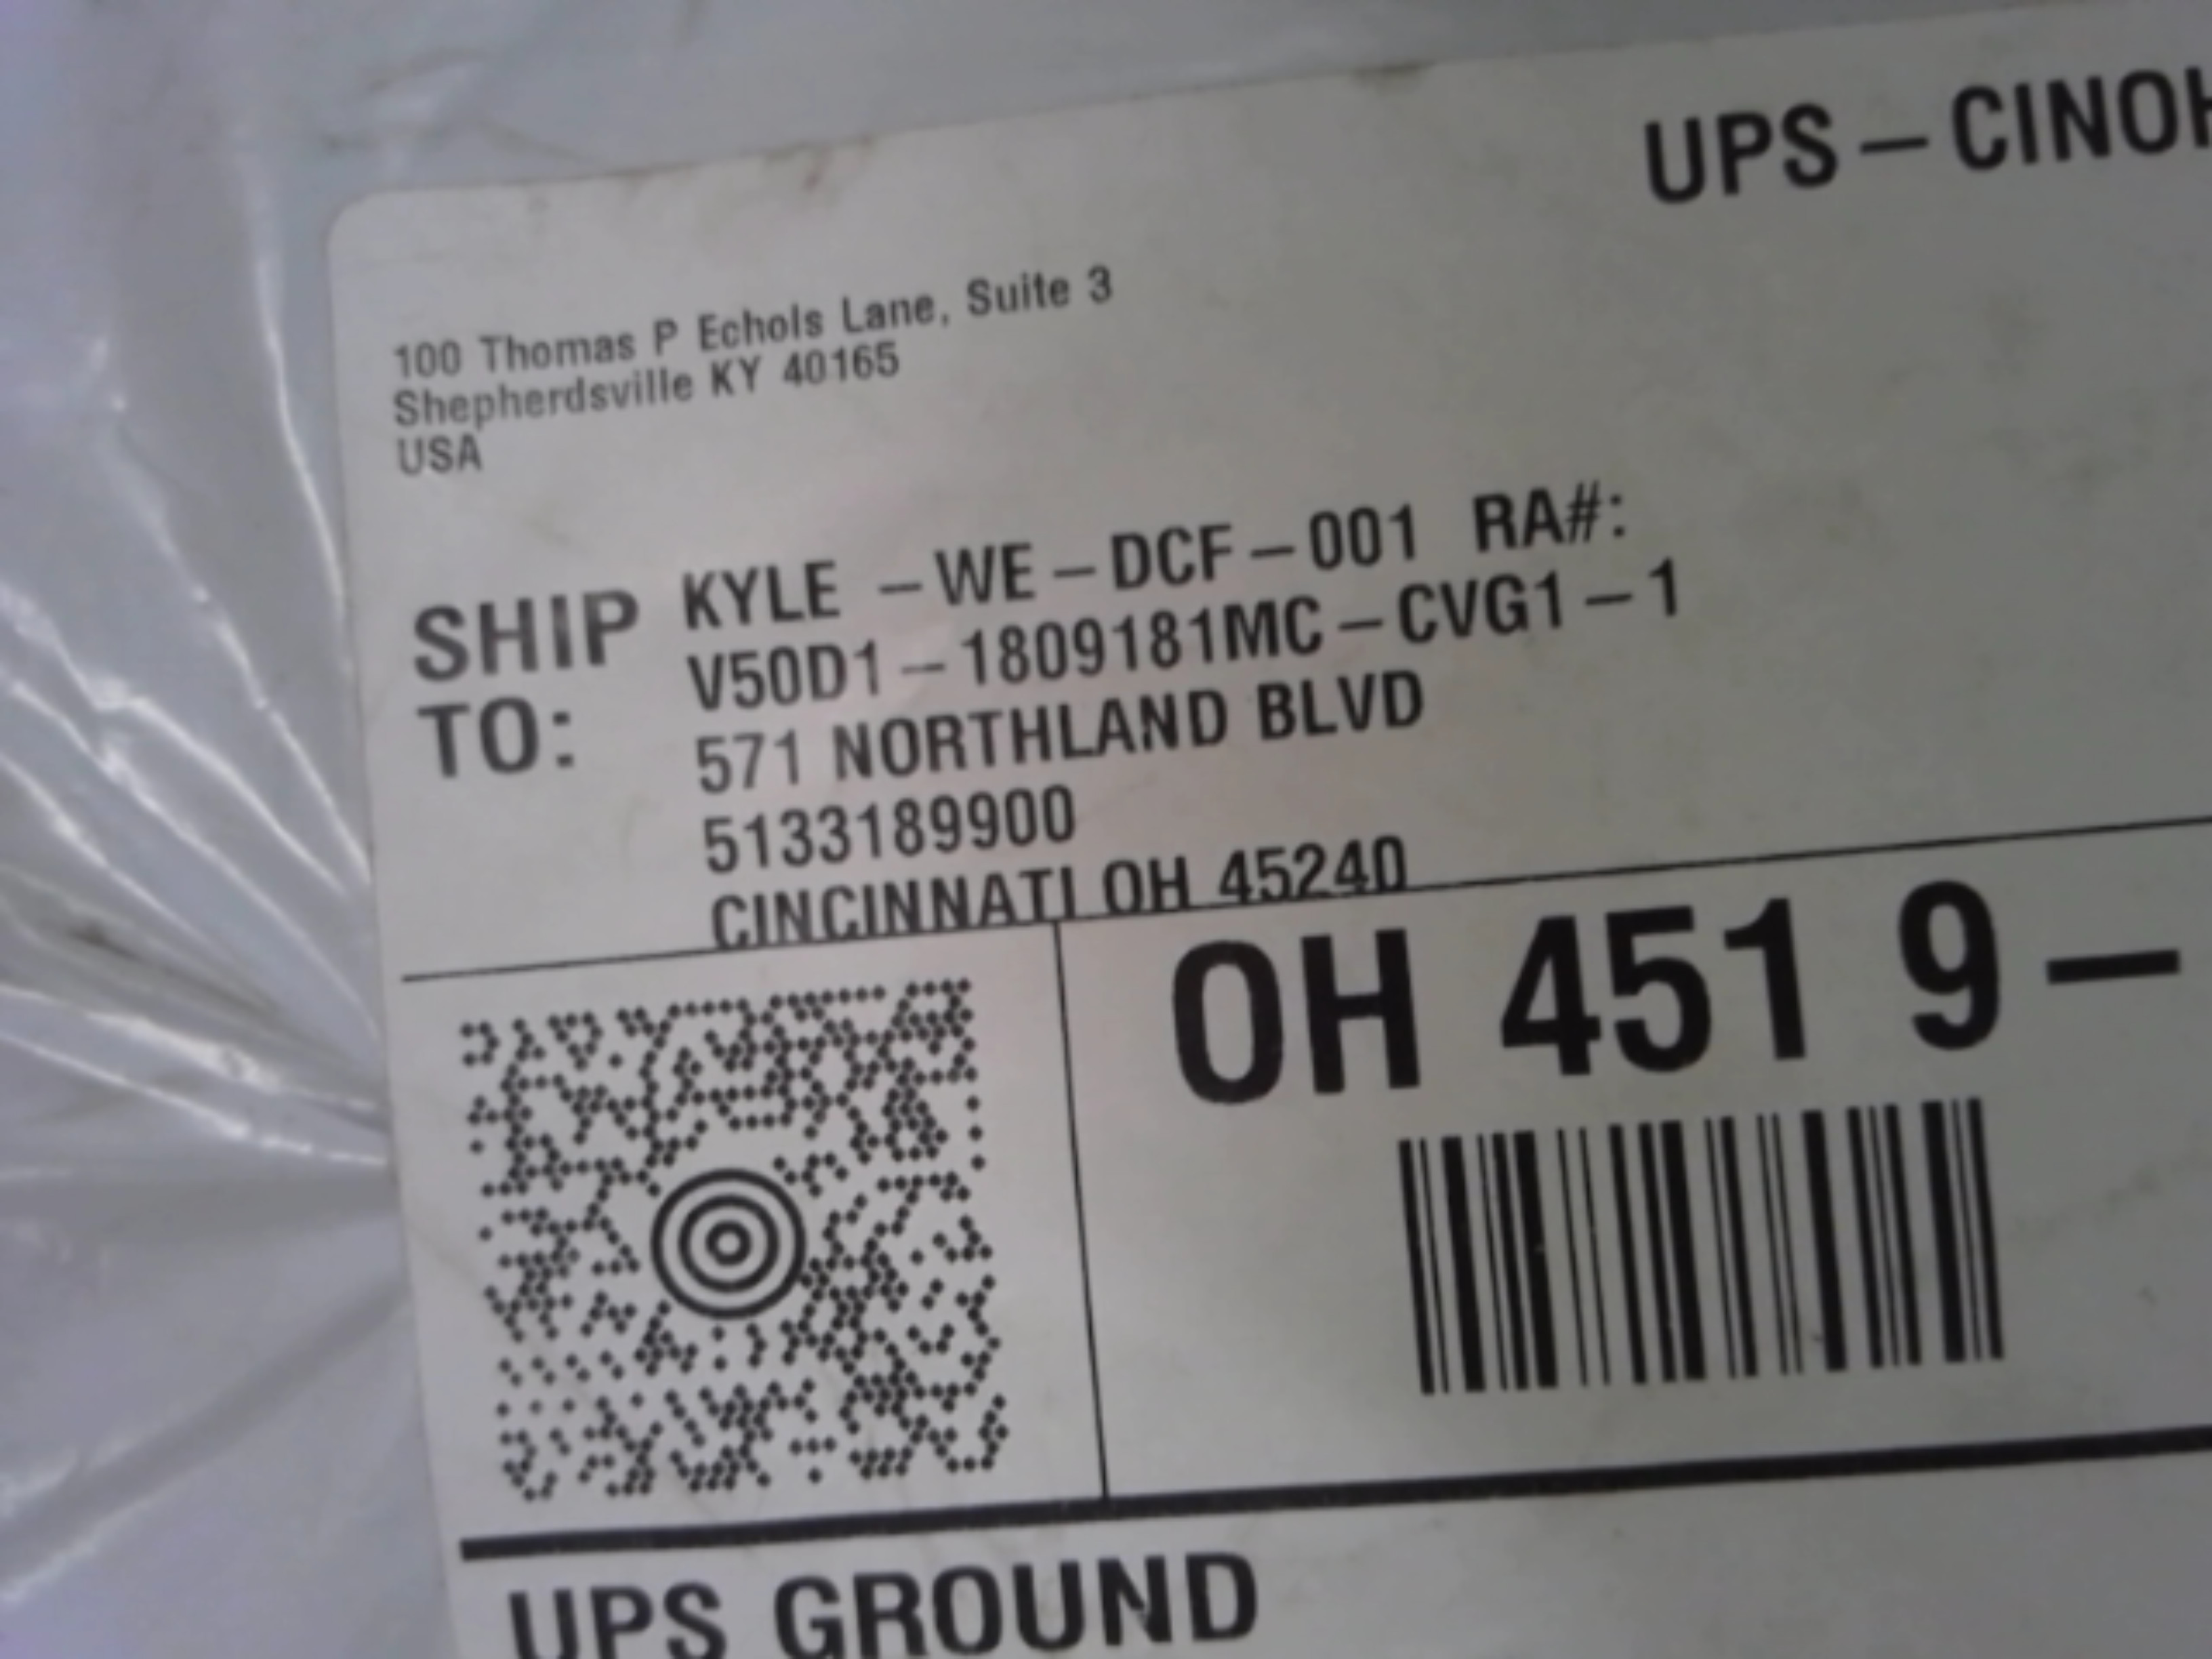 UPS – CINOH
100 Thomas P Echols Lane, Suite 3
Shepherdsville KY 40165
USA
SHIP TO:
KYLE –WE–DCF–001 RA#:
V50D1–1809181MC–CVG1–1
571 NORTHLAND BLVD
5133189900
CINCINNATI OH 45240
OH 451 9–
UPS GROUND